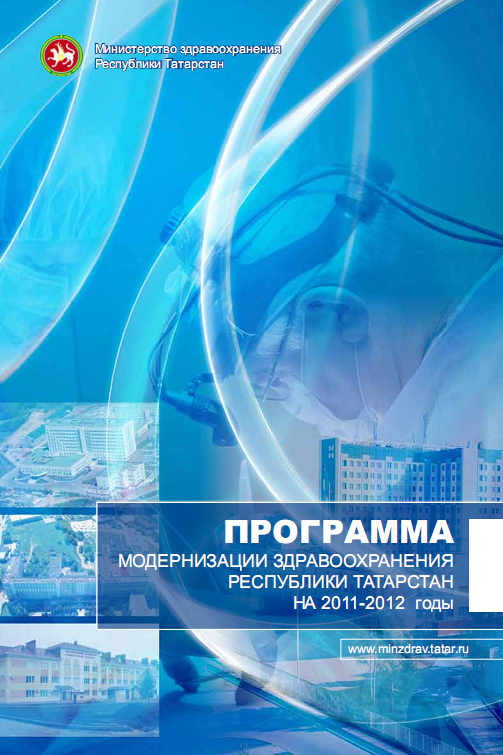 Министерство здравоохранения
Республики Татарстан
ПРОГРАММА
МОДЕРНИЗАЦИИ ЗДРАВООХРАНЕНИЯ
РЕСПУБЛИКИ ТАТАРСТАН
НА 2011-2012 годы
www.minzdrav.tatar.ru